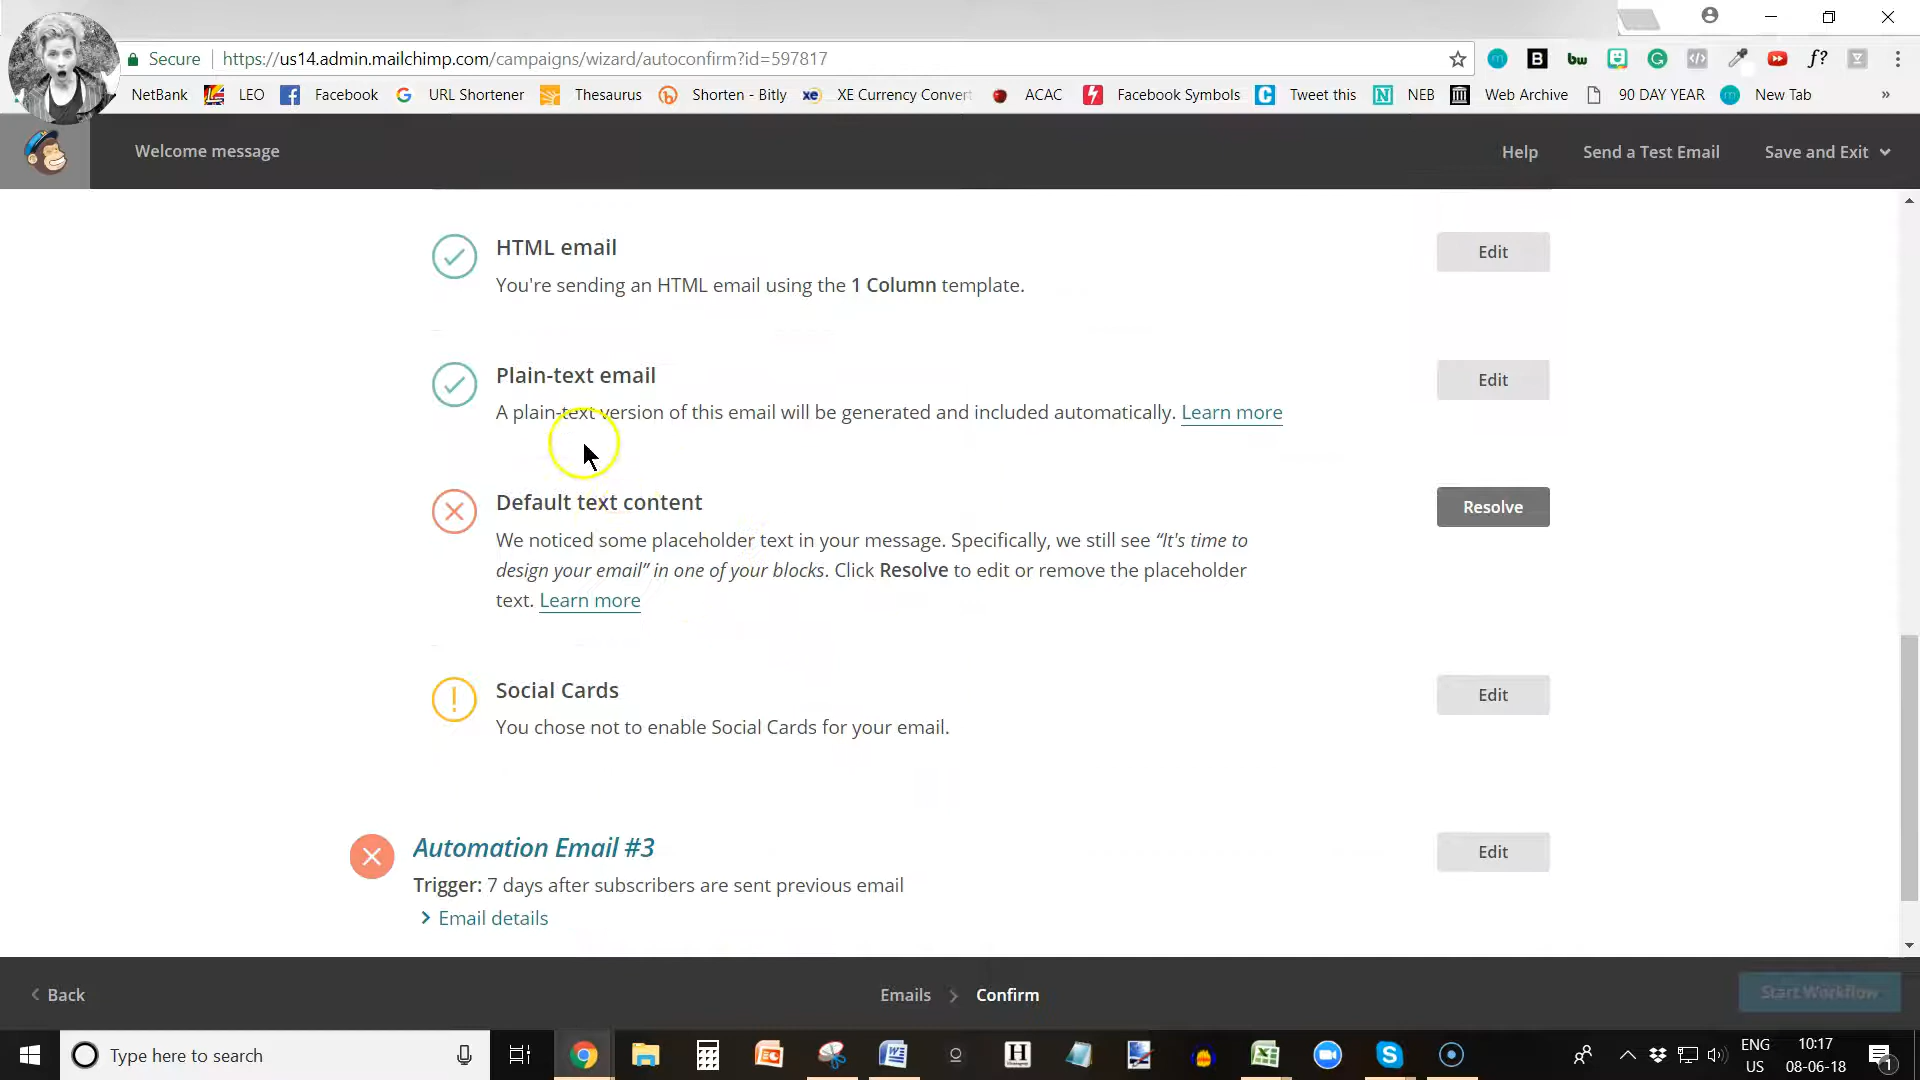 Secure
https://us14.admin.mailchimp.com/campaigns/wizard/autoconfirm?id=597817
B
bw
f?
NetBank LEO Facebook G URL Shortener Thesaurus Shorten - Bitly xe XE Currency Convert ACAC Facebook Symbols C Tweet this N NEB Web Archive 90 DAY YEAR New Tab »
Welcome message
Help Send a Test Email Save and Exit
HTML email
Edit
You're sending an HTML email using the 1 Column template.
Plain-text email
Edit
A plain-text version of this email will be generated and included automatically. Learn more
Default text content
Resolve
We noticed some placeholder text in your message. Specifically, we still see “It's time to
design your email” in one of your blocks. Click Resolve to edit or remove the placeholder
text. Learn more
Social Cards
Edit
You chose not to enable Social Cards for your email.
Automation Email #3
Edit
Trigger: 7 days after subscribers are sent previous email
Email details
Back
Emails Confirm
Start Workflow
Type here to search
H
ENG
US
10:17
08-06-18
1